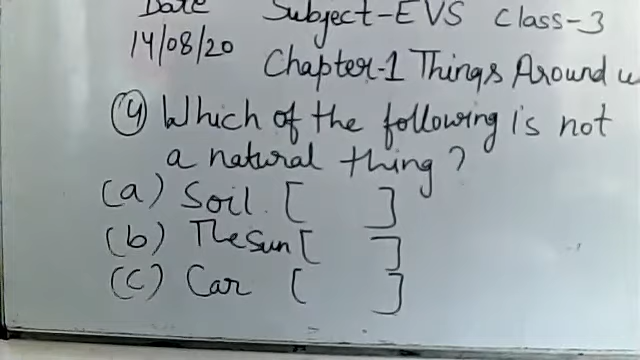 Date Subject-EVS Class-3
14/08/20 Chapter-1 Things Around
(4) Which of the following is not
a natural thing?
(a) Soil [ ]
(b) The Sun [ ]
(c) Car [ ]